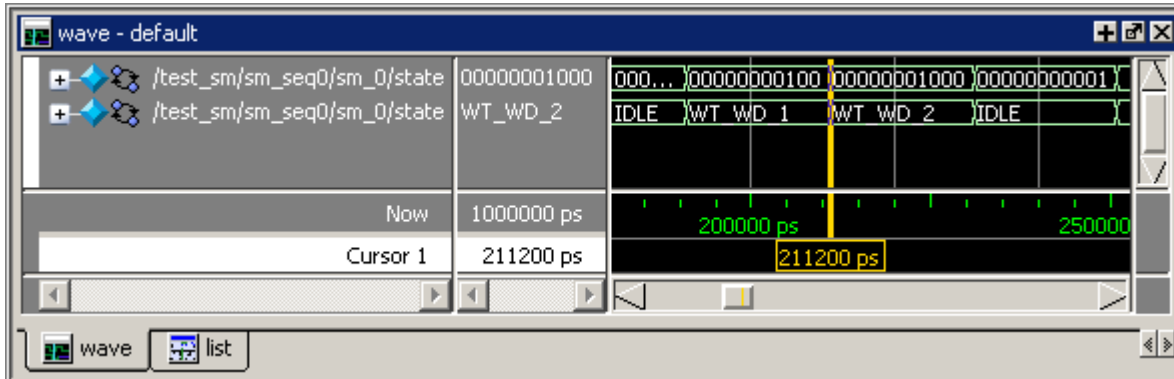 wave - default
/test_sm/sm_seq0/sm_0/state 00000001000 000... 00000000100 00000001000 00000000001
/test_sm/sm_seq0/sm_0/state WT_WD_2 IDLE WT_WD_1 WT_WD_2 IDLE
Now 1000000 ps 200000 ps 250000
Cursor 1 211200 ps 211200 ps
wave list